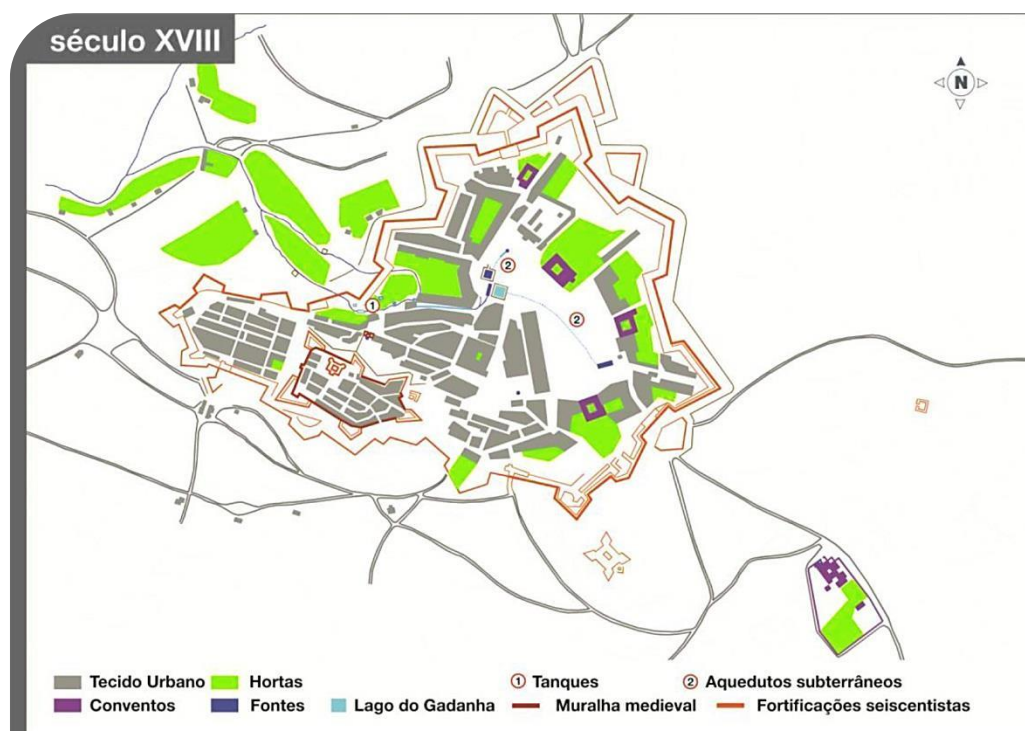 século XVIII
N
2
1
2
Tecido Urbano Hortas 1 Tanques 2 Aquedutos subterrâneos
Conventos Fontes Lago do Gadanha Muralha medieval Fortificações seiscentistas